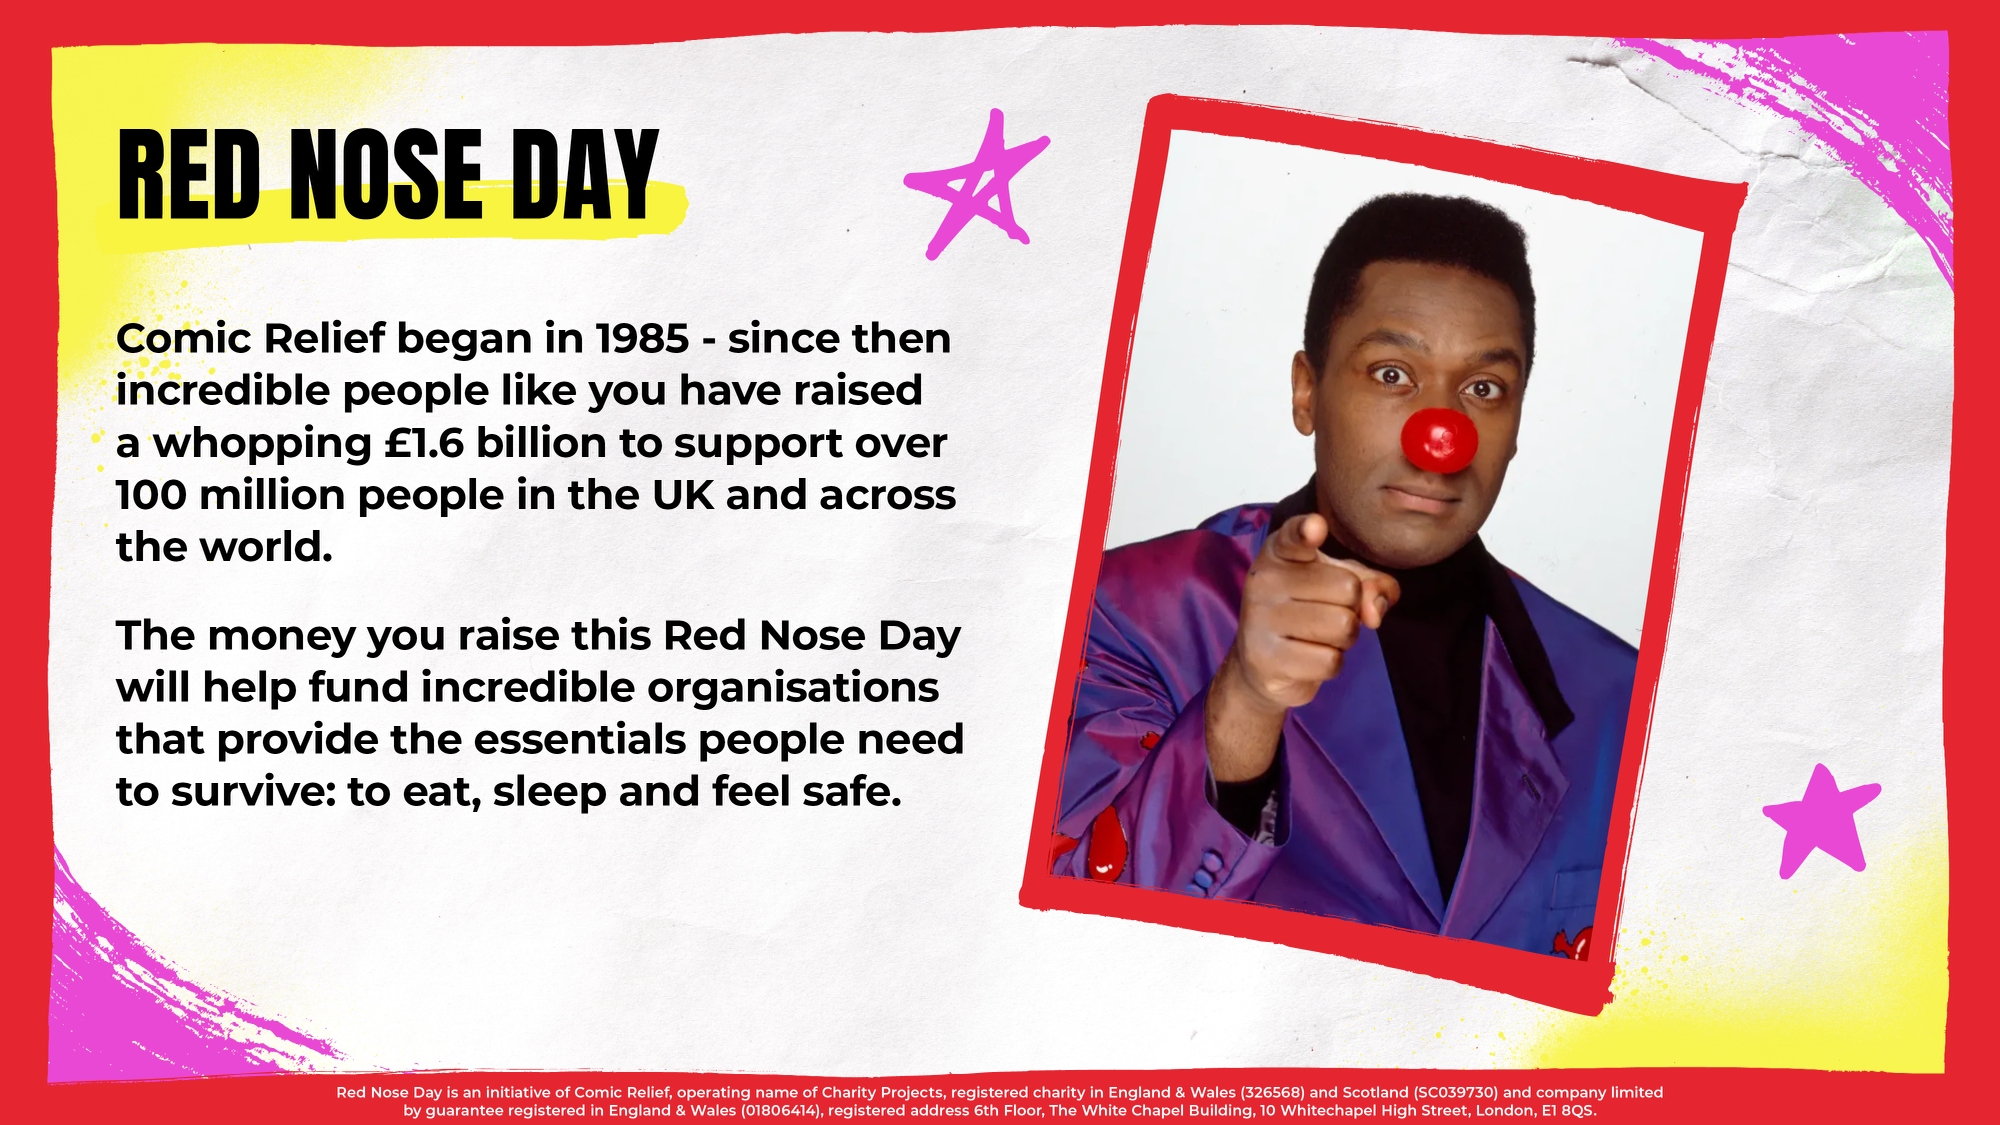 RED NOSE DAY
Comic Relief began in 1985 - since then
incredible people like you have raised
a whopping £1.6 billion to support over
100 million people in the UK and across
the world.
The money you raise this Red Nose Day
will help fund incredible organisations
that provide the essentials people need
to survive: to eat, sleep and feel safe.
Red Nose Day is an initiative of Comic Relief, operating name of Charity Projects, registered charity in England & Wales (326568) and Scotland (SC039730) and company limited
by guarantee registered in England & Wales (01806414), registered address 6th Floor, The White Chapel Building, 10 Whitechapel High Street, London, E1 8QS.